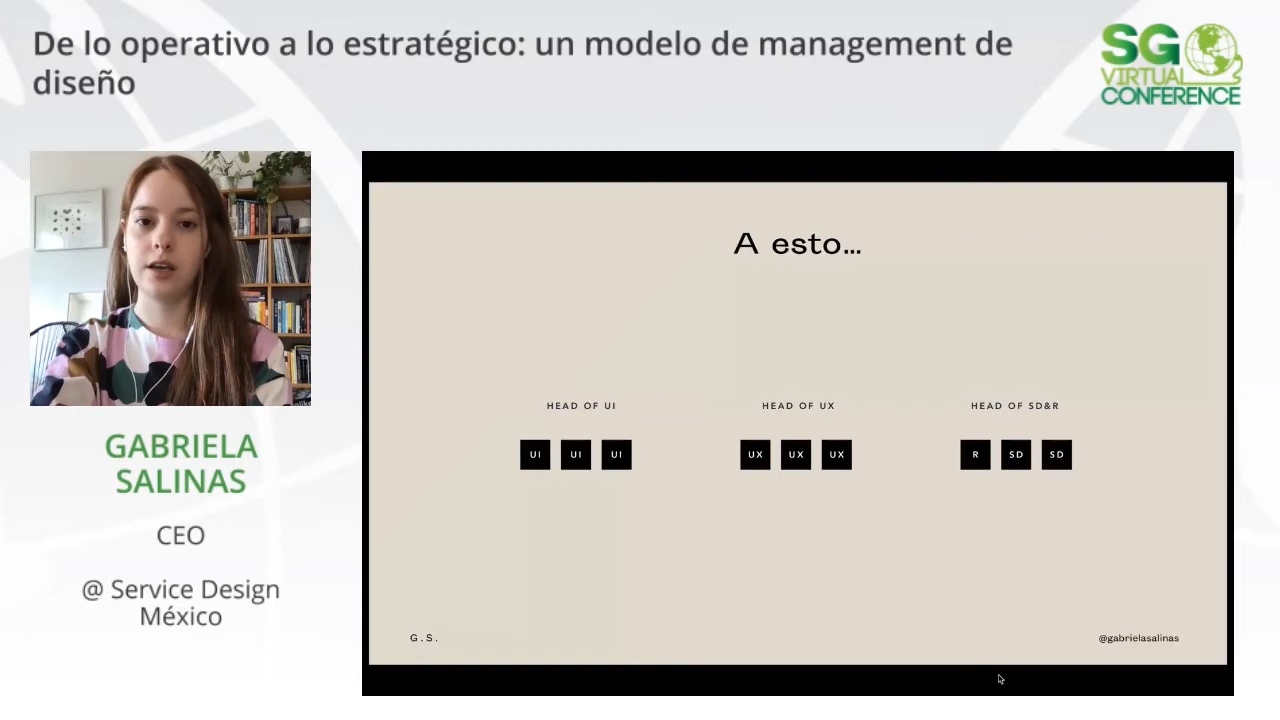 De lo operativo a lo estratégico: un modelo de management de
diseño
SG
VIRTUAL
CONFERENCE
GABRIELA
SALINAS
CEO
@ Service Design
México
A esto...
HEAD OF UI
HEAD OF UX
HEAD OF SD&R
UI UI UI
UX UX UX
R SD SD
G.S.
@gabrielasalinas